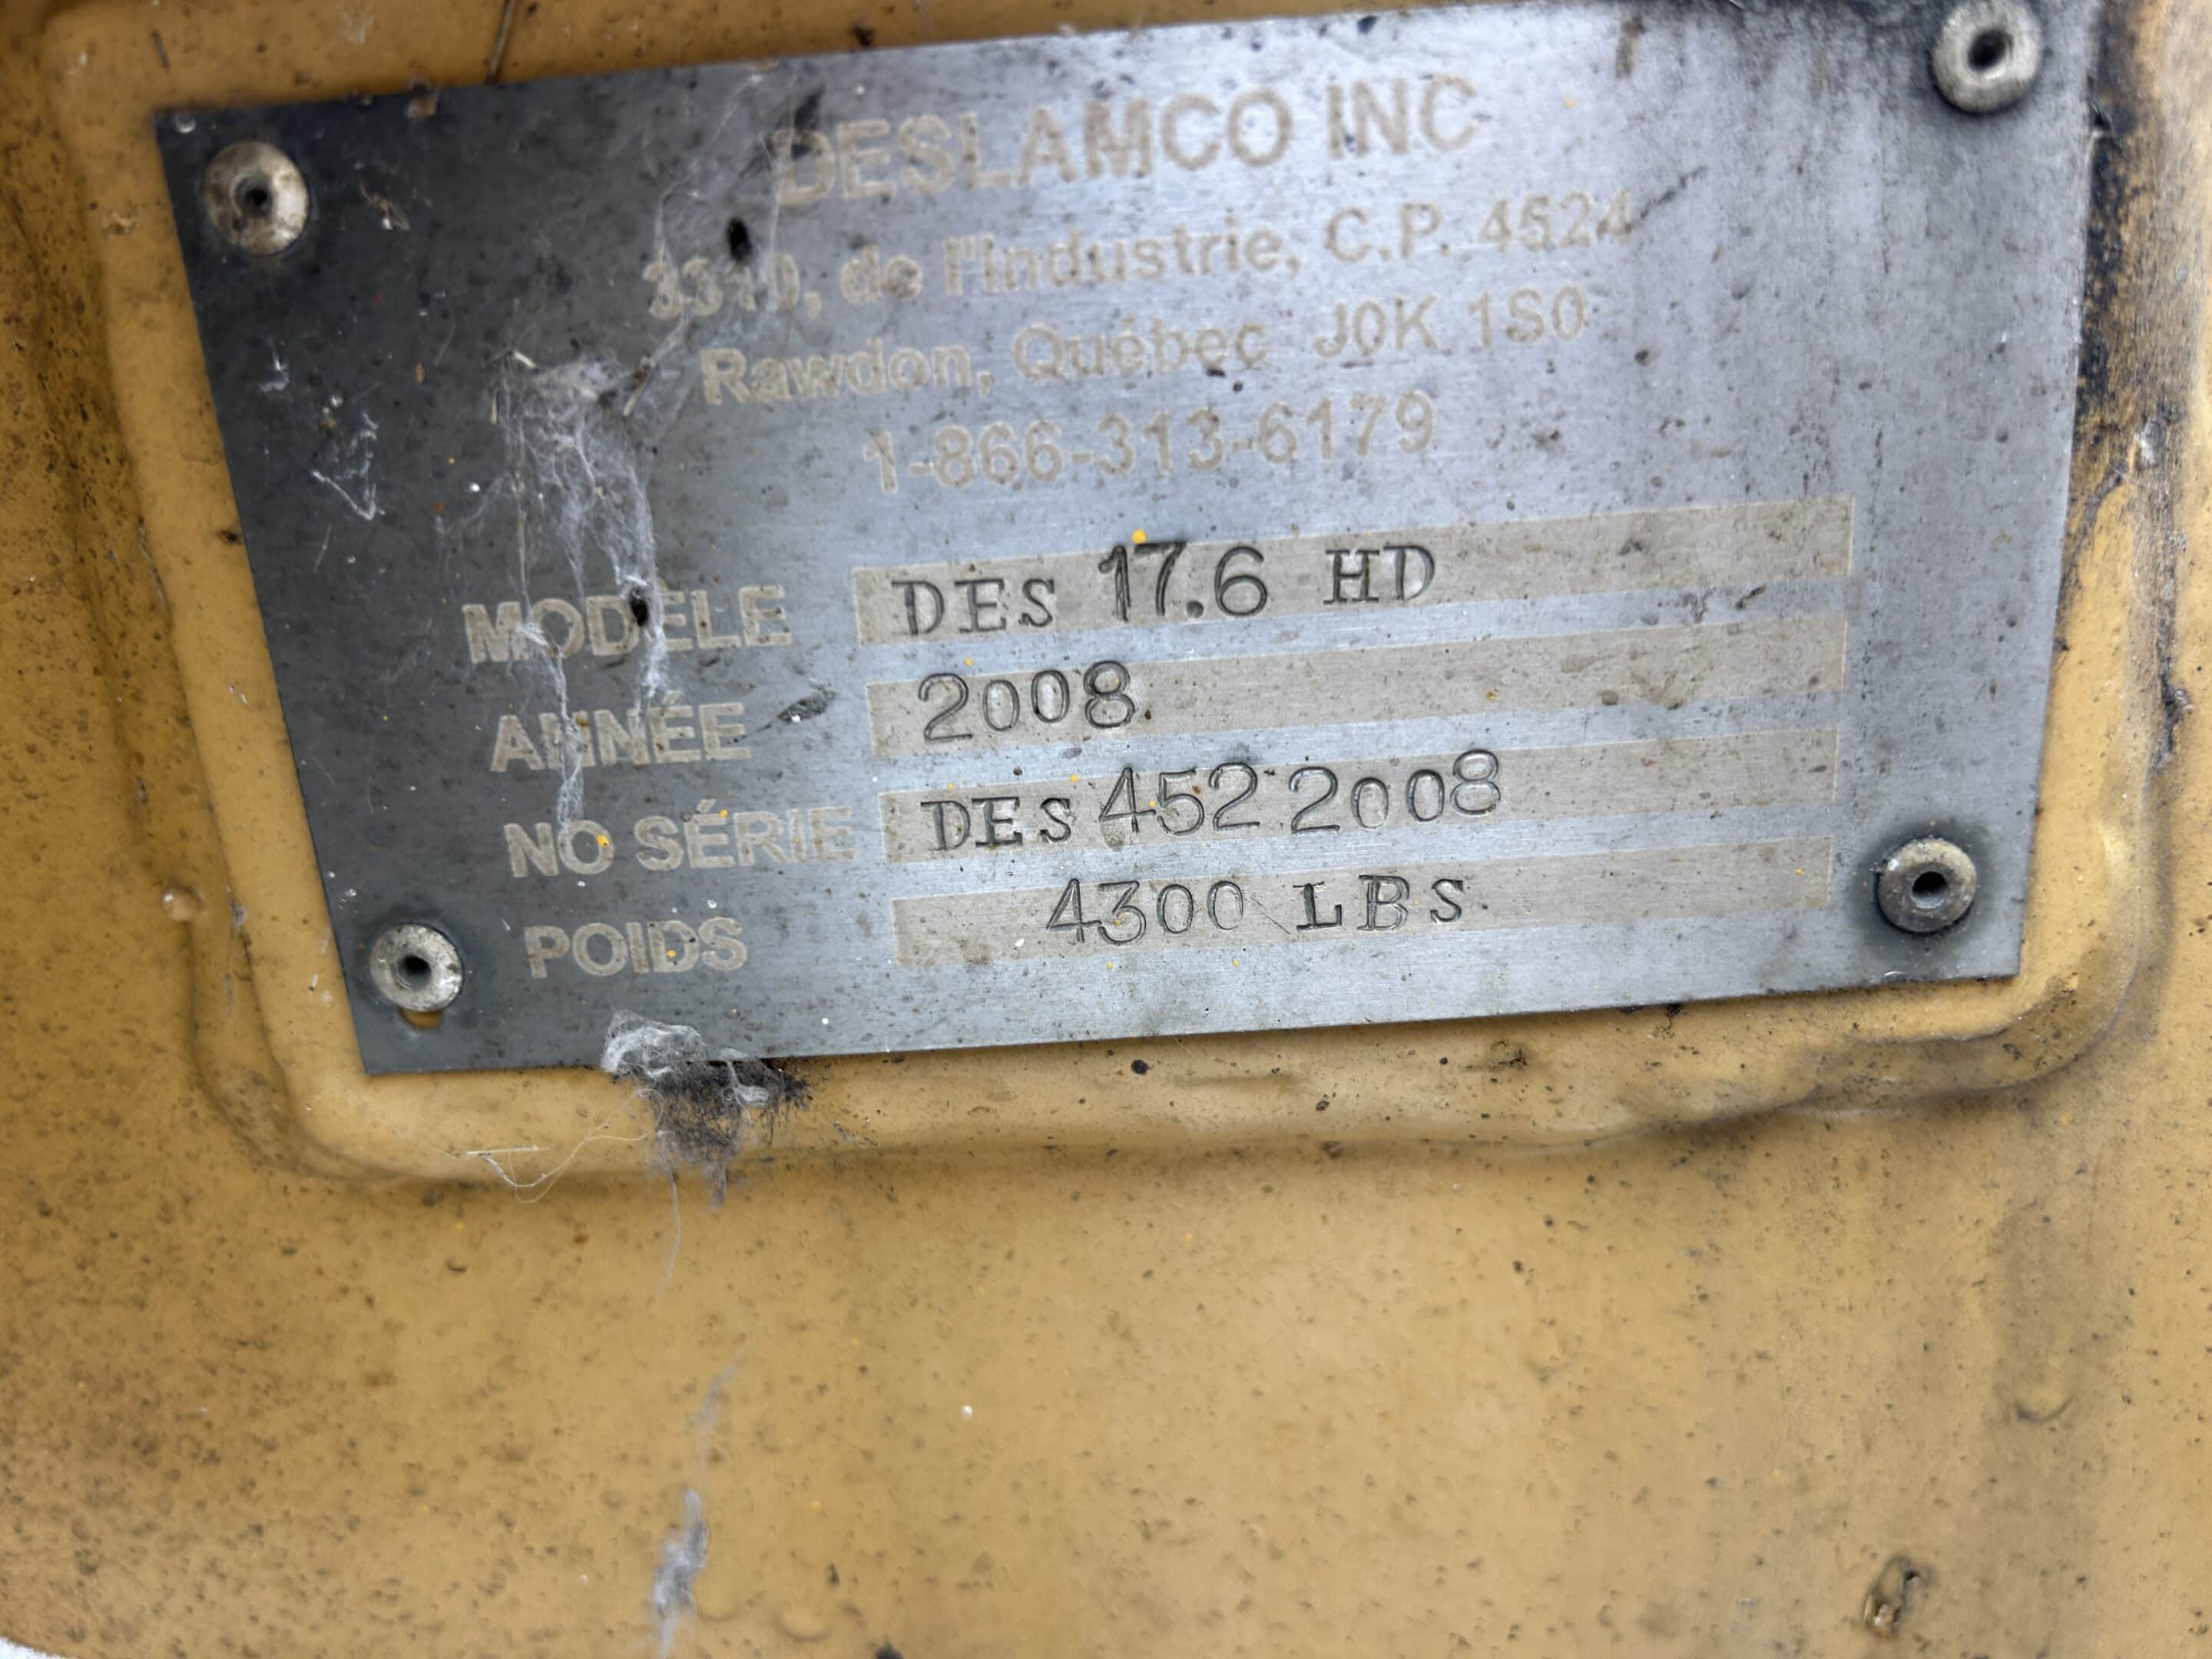 DESLAMCO INC
3310, de l'Industrie, C.P. 4524
Rawdon, Québec J0K 1S0
1-866-313-6179
MODÈLE DES 17.6 HD
ANNÉE 2008
NO SÉRIE DES 452 2008
POIDS 4300 LBS.